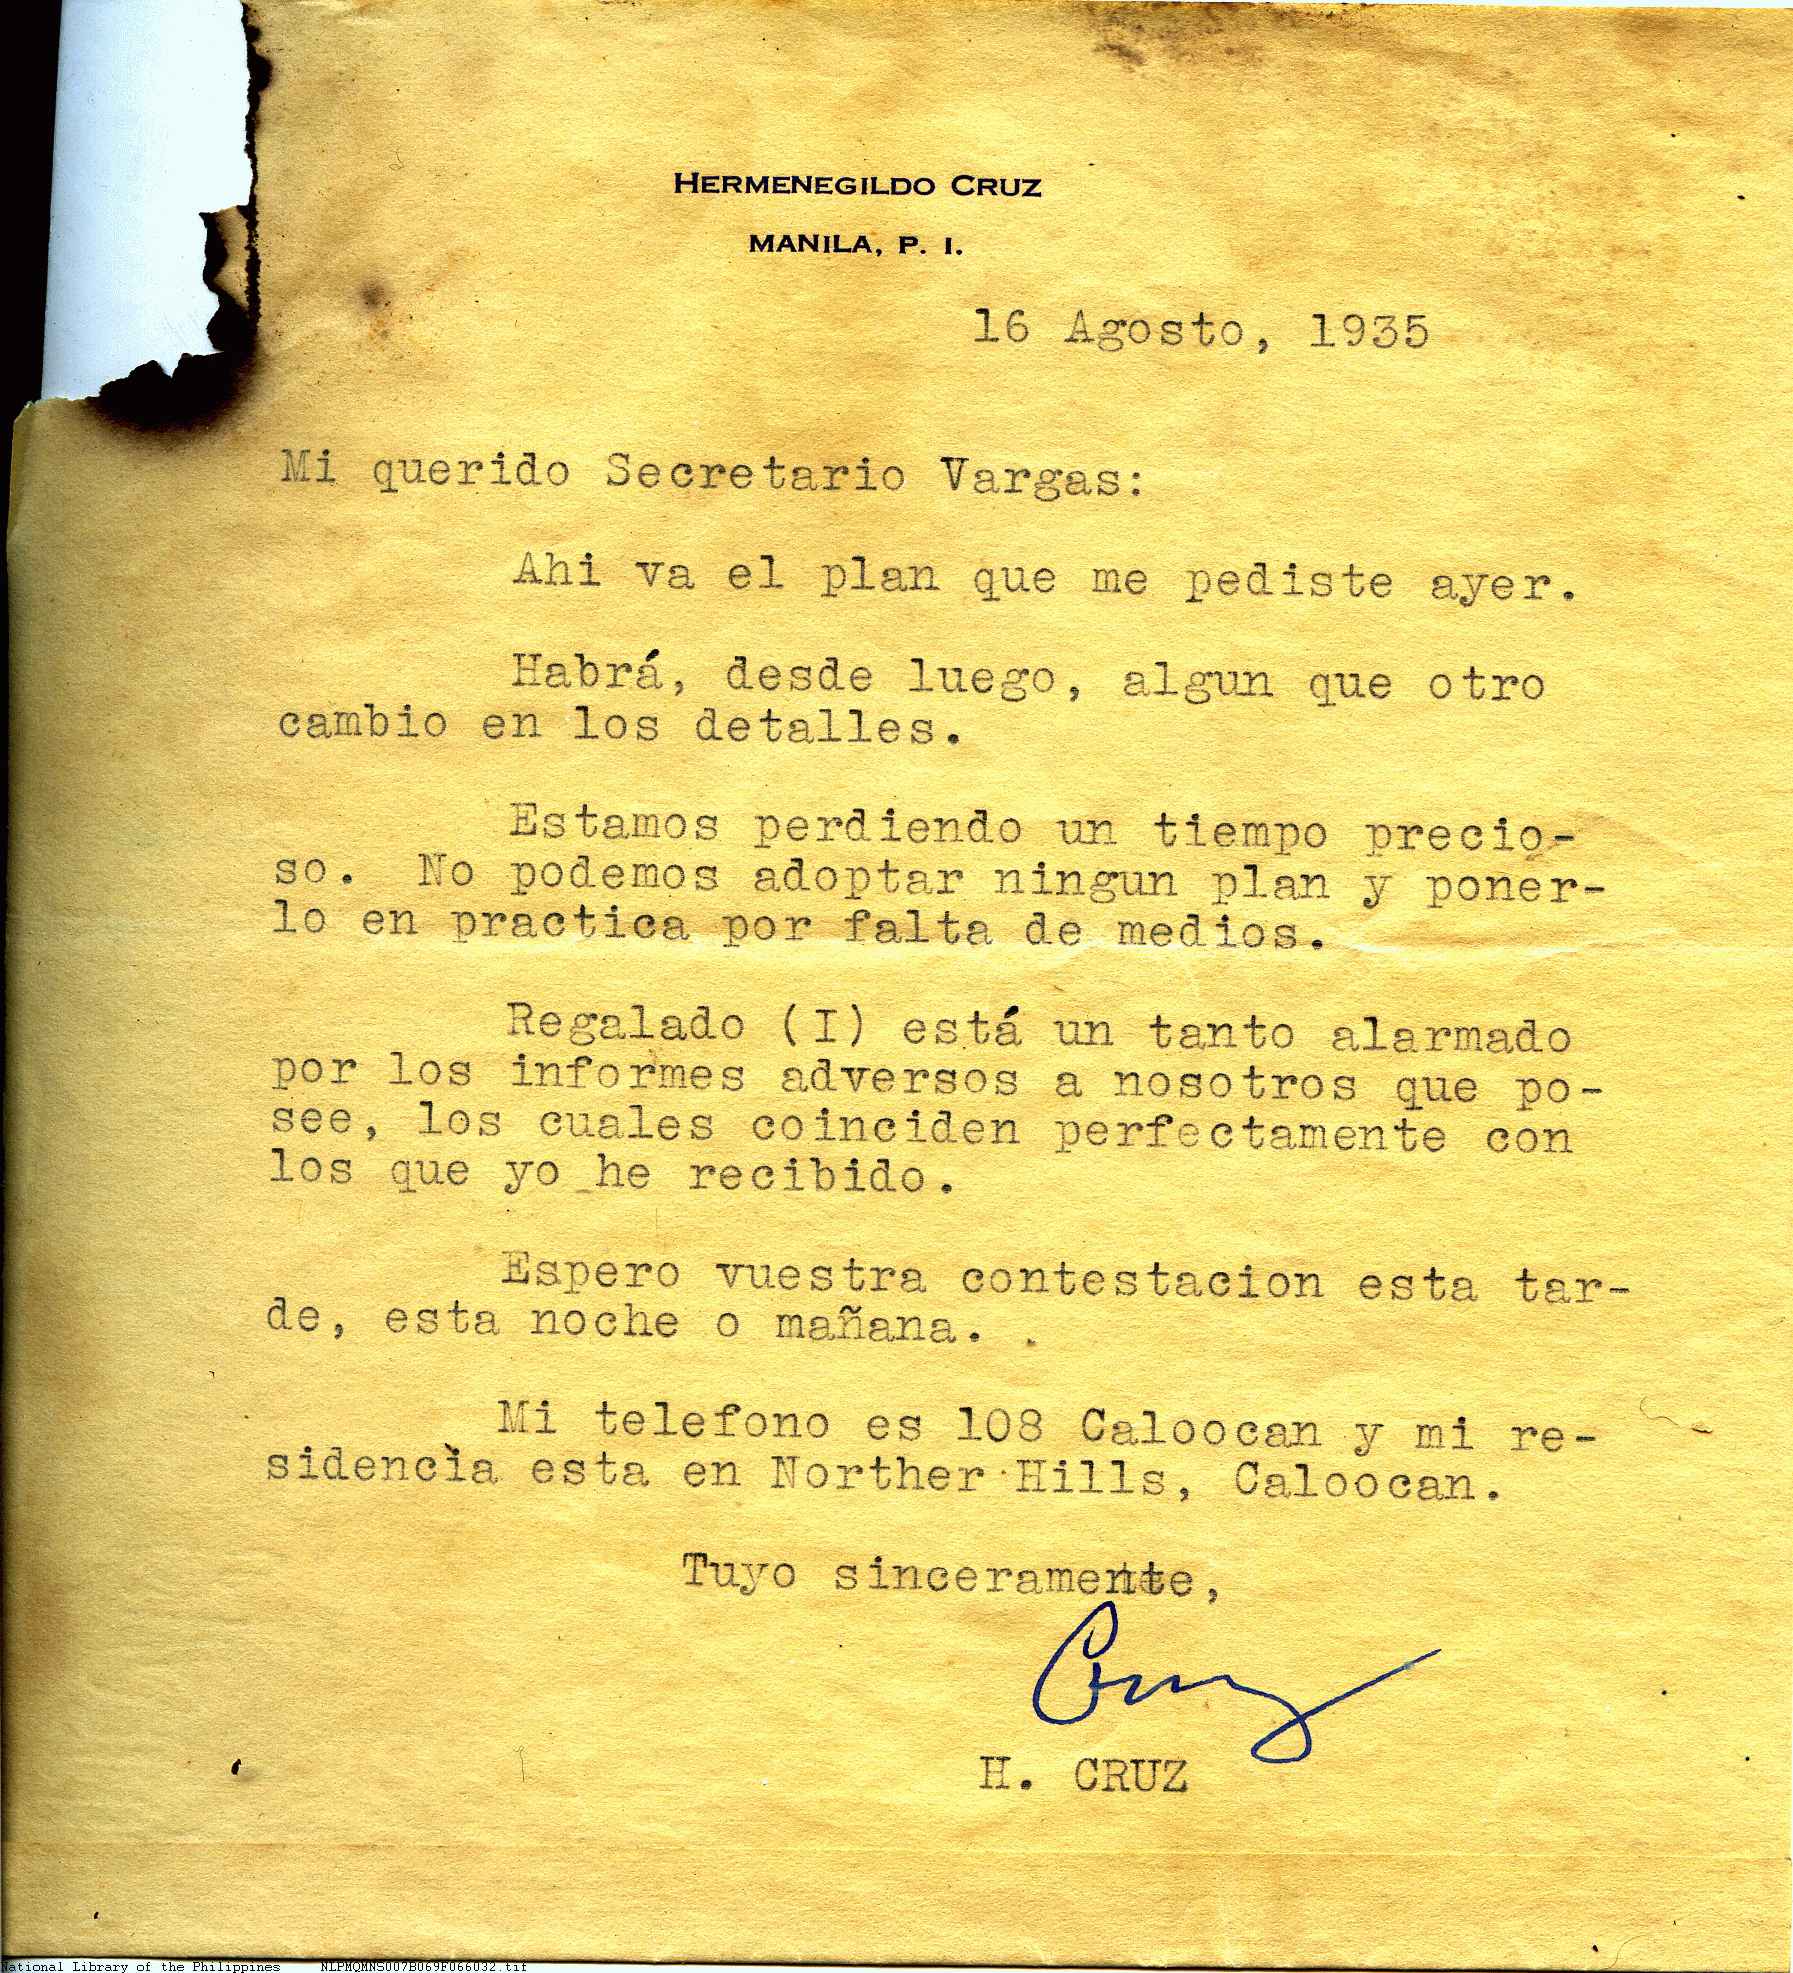 HERMENEGILDO CRUZ
MANILA, P. I.
16 Agosto, 1935
Mi querido Secretario Vargas:
Ahi va el plan que me pediste ayer.
Habrá, desde luego, algun que otro
cambio en los detalles.
Estamos perdiendo un tiempo precio-
so. No podemos adoptar ningun plan y poner-
lo en practica por falta de medios.
Regalado (I) está un tanto alarmado
por los informes adversos a nosotros que po-
see, los cuales coinciden perfectamente con
los que yo he recibido.
Espero vuestra contestacion esta tar-
de, esta noche o mañana.
Mi telefono es 108 Caloocan y mi re-
sidencia esta en Norther Hills, Caloocan.
Tuyo sinceramente,
Cruz
H. CRUZ
National Library of the Philippines NLPMQMNS007B069F066032.tif